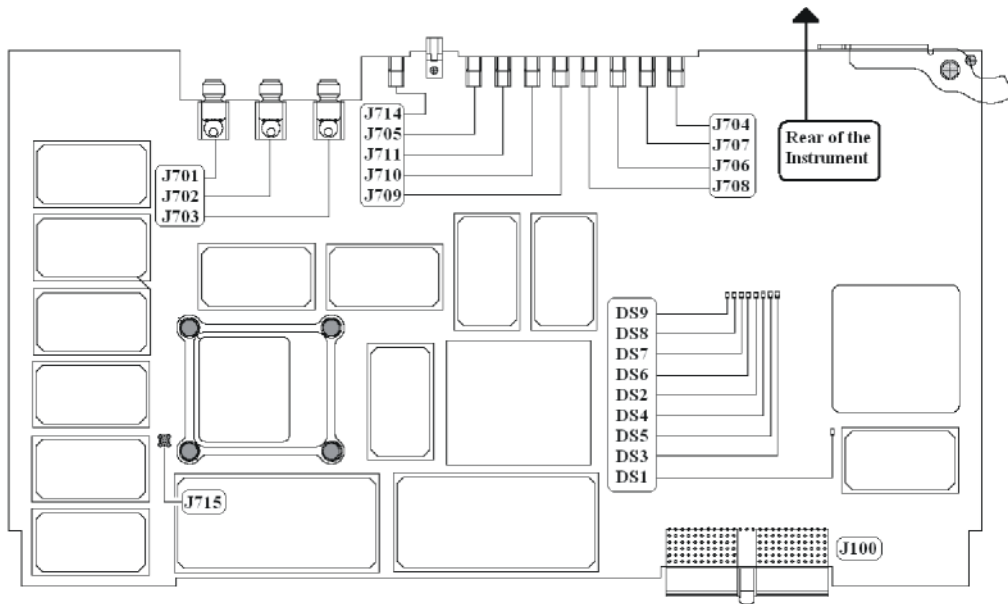 J701
J702
J703
J714
J705
J711
J710
J709
J704
J707
J706
J708
Rear of the
Instrument
DS9
DS8
DS7
DS6
DS2
DS4
DS5
DS3
DS1
J715
J100